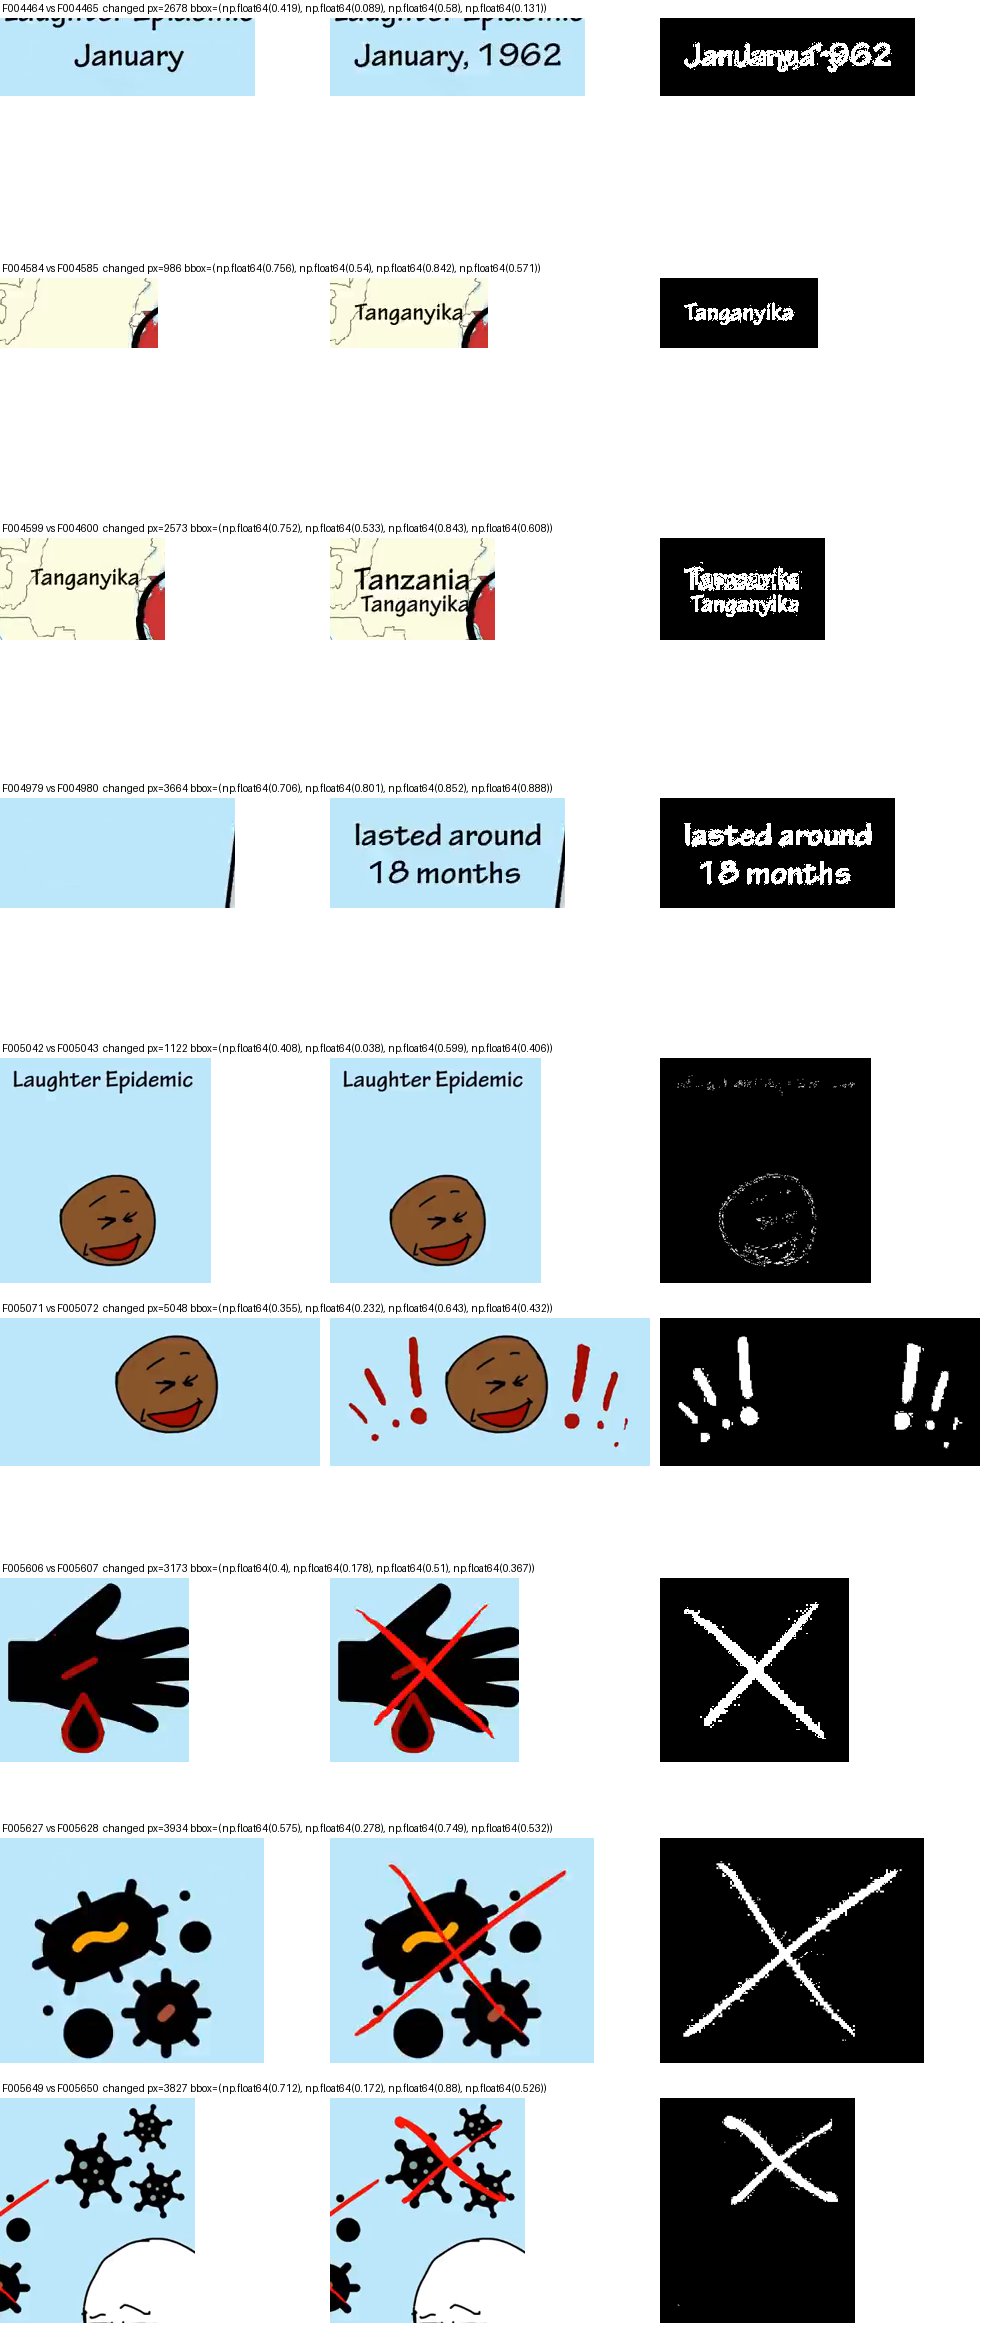 F004464 vs F004465 changed px=2678 bbox=(np.float64(0.419), np.float64(0.089), np.float64(0.58), np.float64(0.131))
Laughter Epidemic Laughter Epidemic
January January, 1962
F004584 vs F004585 changed px=986 bbox=(np.float64(0.756), np.float64(0.54), np.float64(0.842), np.float64(0.571))
Tanganyika Tanganyika
F004599 vs F004600 changed px=2573 bbox=(np.float64(0.752), np.float64(0.533), np.float64(0.843), np.float64(0.608))
Tanganyika Tanzania
Tanganyika Tanganyika
F004979 vs F004980 changed px=3664 bbox=(np.float64(0.706), np.float64(0.801), np.float64(0.852), np.float64(0.888))
lasted around lasted around
18 months 18 months
F005042 vs F005043 changed px=1122 bbox=(np.float64(0.408), np.float64(0.038), np.float64(0.599), np.float64(0.406))
Laughter Epidemic Laughter Epidemic
F005071 vs F005072 changed px=5048 bbox=(np.float64(0.355), np.float64(0.232), np.float64(0.643), np.float64(0.432))
F005606 vs F005607 changed px=3173 bbox=(np.float64(0.4), np.float64(0.178), np.float64(0.51), np.float64(0.367))
F005627 vs F005628 changed px=3934 bbox=(np.float64(0.575), np.float64(0.278), np.float64(0.749), np.float64(0.532))
F005649 vs F005650 changed px=3827 bbox=(np.float64(0.712), np.float64(0.172), np.float64(0.88), np.float64(0.526))